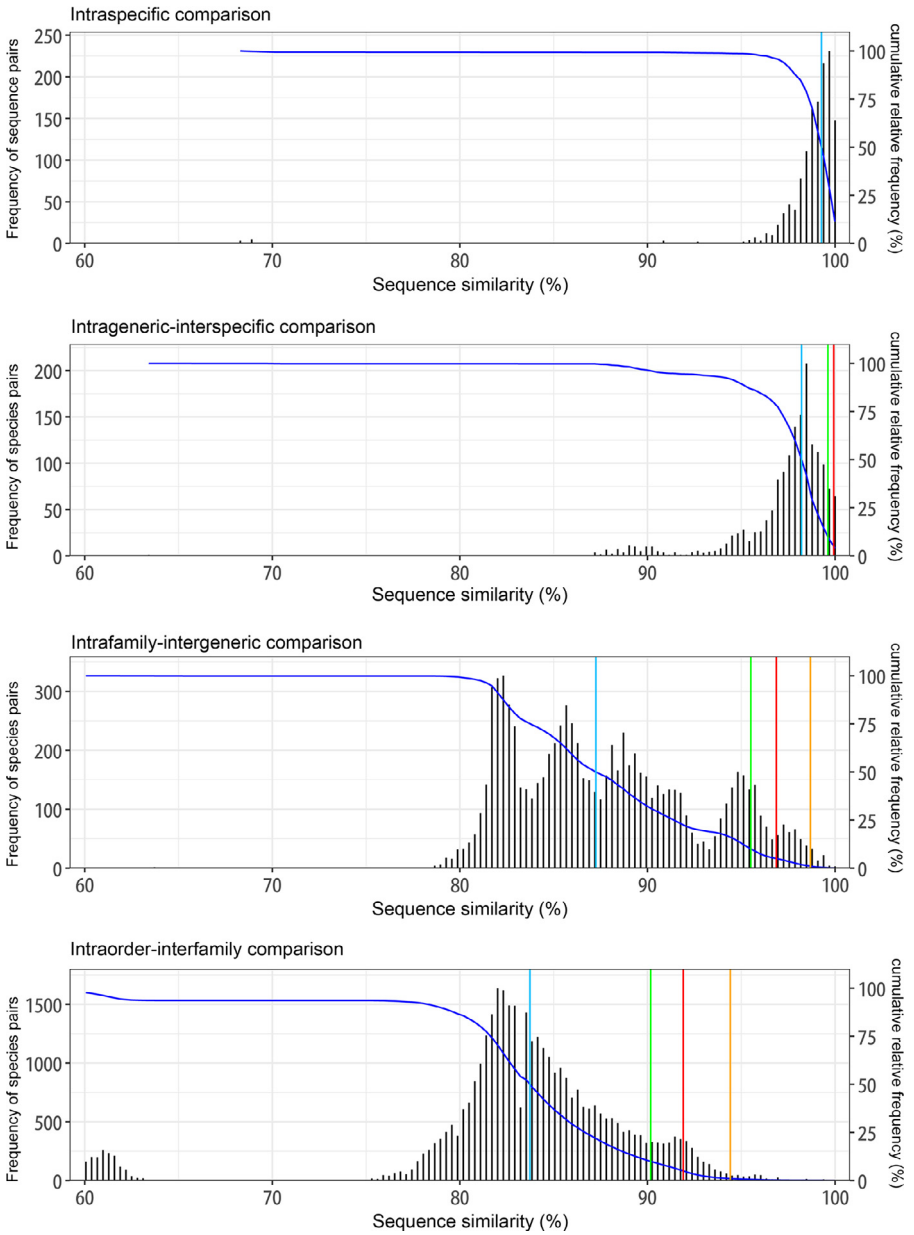 Intraspecific comparison
Frequency of sequence pairs
250
200
150
100
50
0
100
75
50
25
0
cumulative relative frequency (%)
60 70 80 90 100
Sequence similarity (%)
Intrageneric-interspecific comparison
Frequency of species pairs
200
150
100
50
0
100
75
50
25
0
cumulative relative frequency (%)
60 70 80 90 100
Sequence similarity (%)
Intrafamily-intergeneric comparison
Frequency of species pairs
300
200
100
0
100
75
50
25
0
cumulative relative frequency (%)
60 70 80 90 100
Sequence similarity (%)
Intraorder-interfamily comparison
Frequency of species pairs
1500
1000
500
0
100
75
50
25
0
cumulative relative frequency (%)
60 70 80 90 100
Sequence similarity (%)